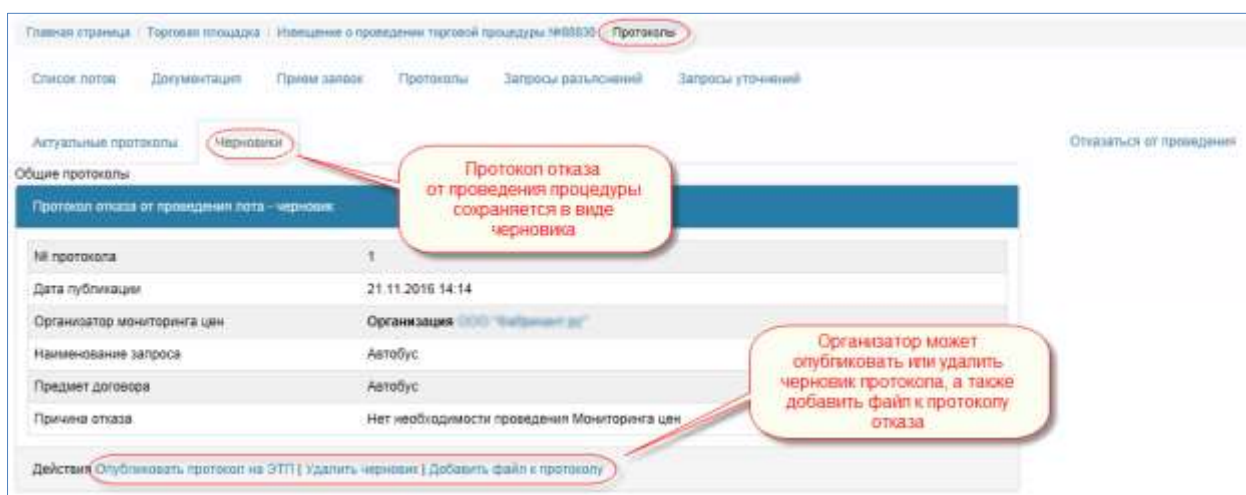 Главная страница / Торговая площадка / Извещение о проведении торговой процедуры / Протоколы
Список лотов Документация Прием заявок Протоколы Запросы разъяснений Запросы уточнений
Актуальные протоколы Черновики Отказаться от проведения
Общие протоколы
Протокол отказа
от проведения процедуры
сохраняется в виде
черновика
Протокол отказа от проведения лота - черновик
№ протокола 1
Дата публикации 21.11.2016 14:14
Организатор мониторинга цен Организация ООО
Наименование запроса Автобус
Предмет договора Автобус
Причина отказа Нет необходимости проведения Мониторинга цен
Организатор может
опубликовать или удалить
черновик протокола, а также
добавить файл к протоколу
отказа
Действия Опубликовать протокол на ЭТП | Удалить черновик | Добавить файл к протоколу